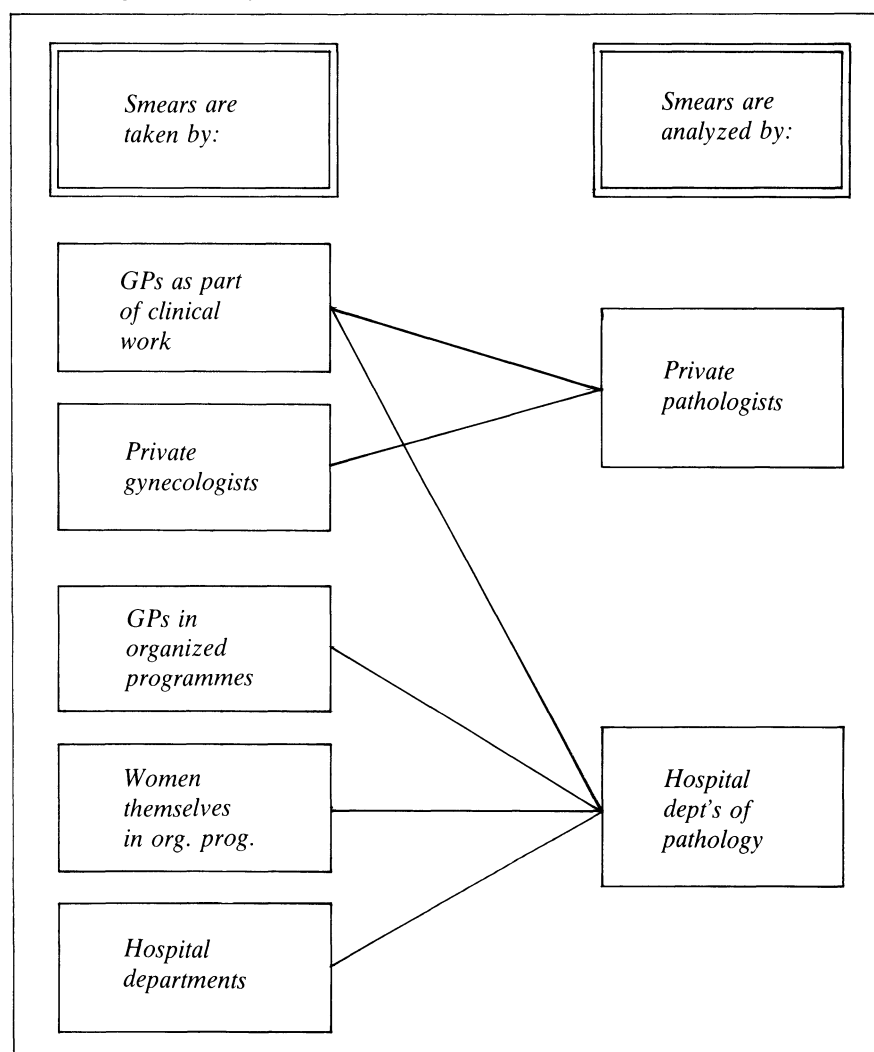 Smears are
taken by:
Smears are
analyzed by:
GPs as part
of clinical
work
Private
gynecologists
GPs in
organized
programmes
Women
themselves
in org. prog.
Hospital
departments
Private
pathologists
Hospital
dept's of
pathology